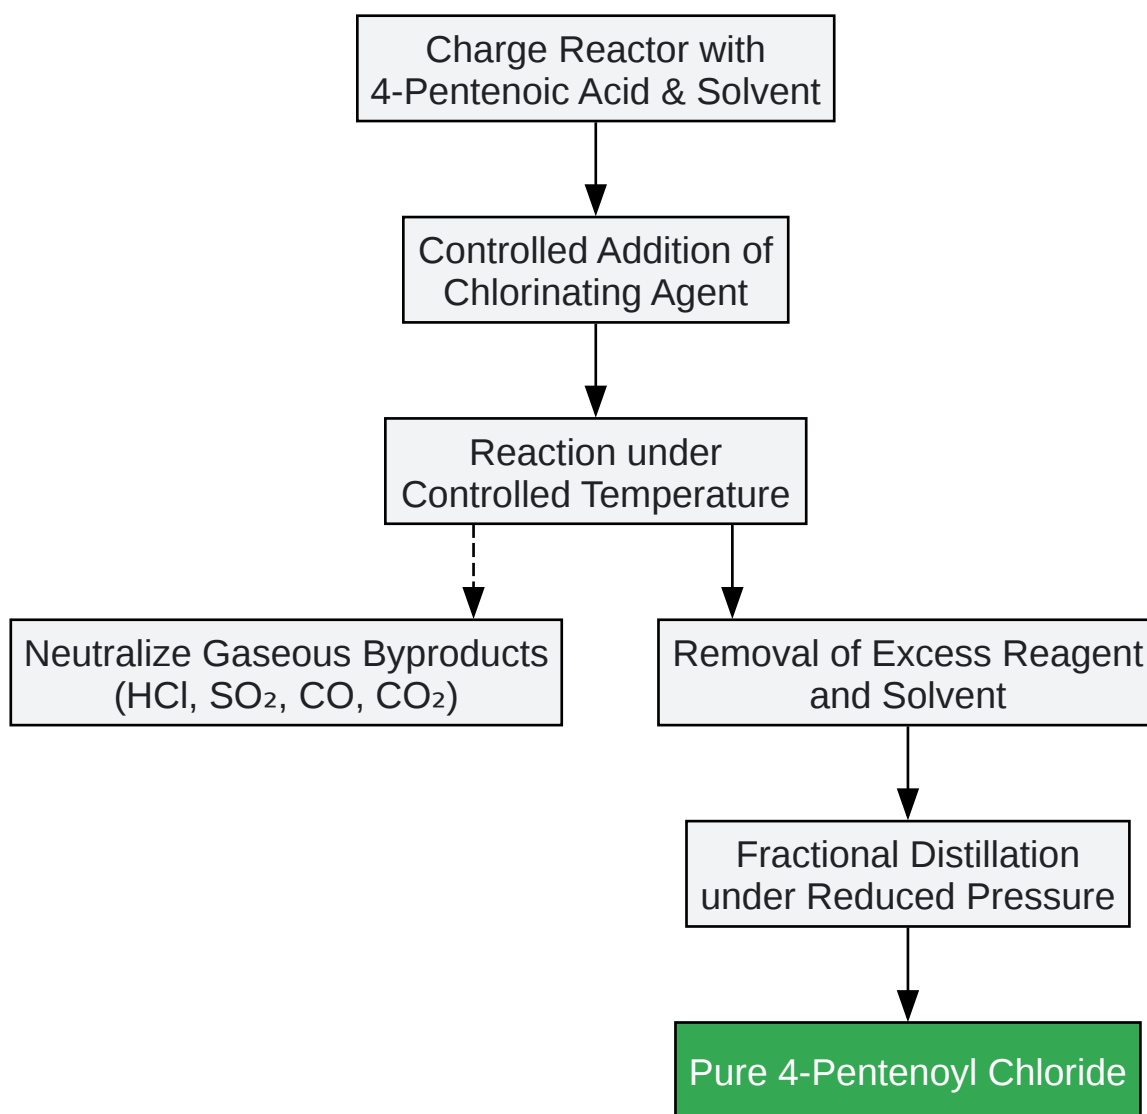 Charge Reactor with
4-Pentenoic Acid & Solvent
Controlled Addition of
Chlorinating Agent
Reaction under
Controlled Temperature
Neutralize Gaseous Byproducts
(HCl, SO₂, CO, CO₂)
Removal of Excess Reagent
and Solvent
Fractional Distillation
under Reduced Pressure
Pure 4-Pentenoyl Chloride